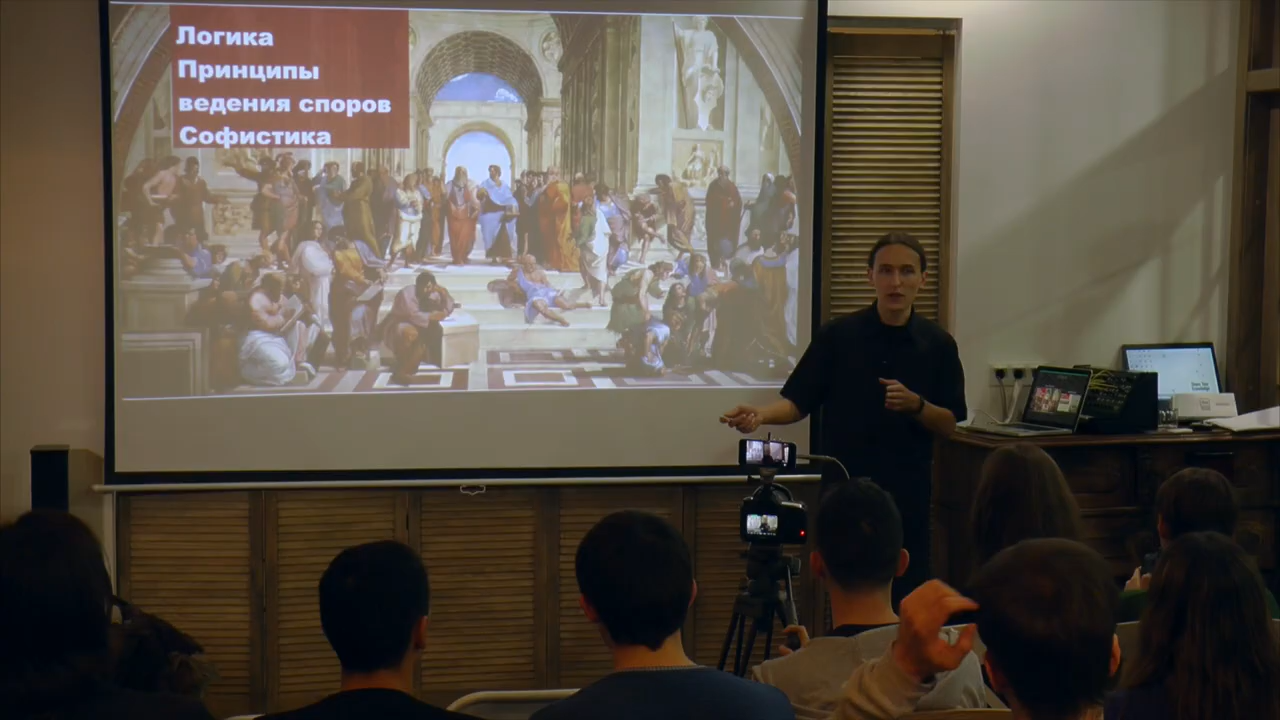 Логика
Принципы
ведения споров
Софистика